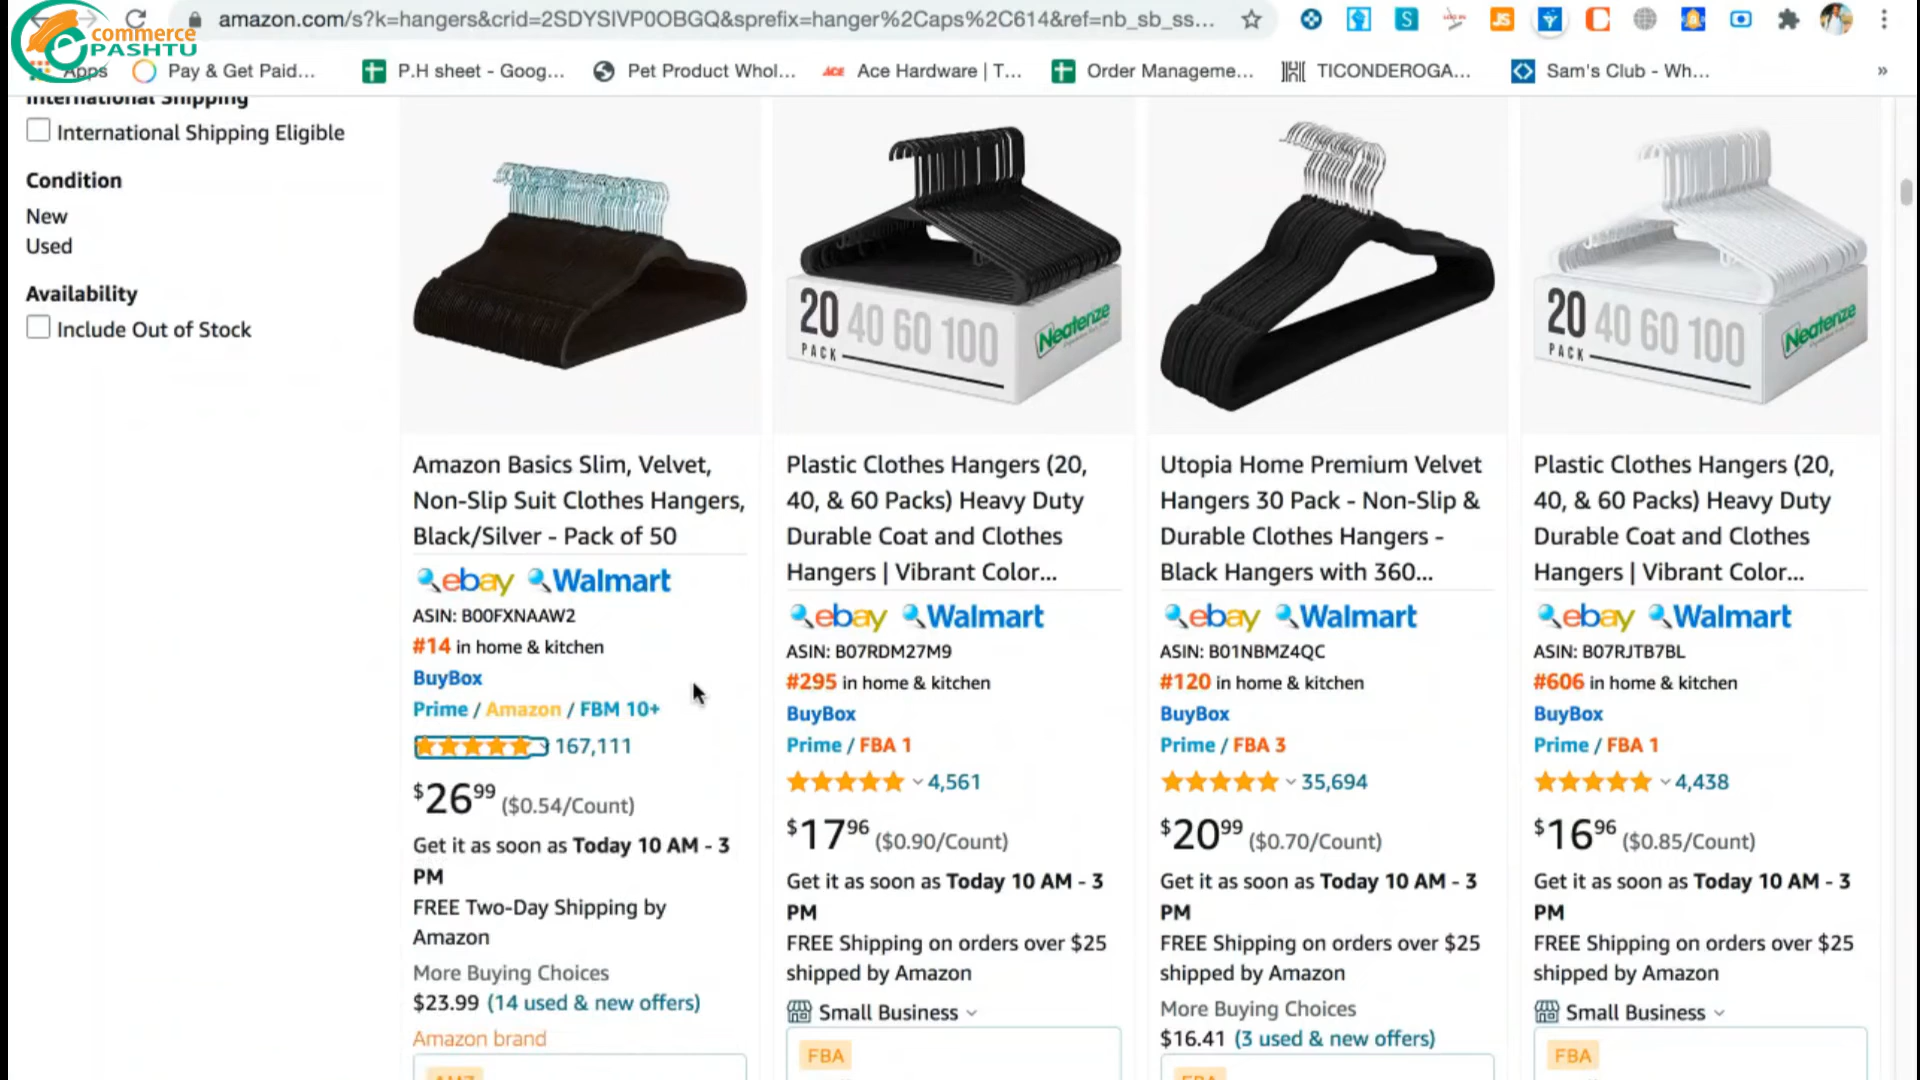 commerce
PASHTU
amazon.com/s?k=hangers&crid=2SDYSIVP0OBGQ&sprefix=hanger%2Caps%2C614&ref=nb_sb_ss...
Apps
Pay & Get Paid...
P.H sheet - Goog...
Pet Product Whol...
Ace Hardware | T...
Order Manageme...
TICONDEROGA...
Sam's Club - Wh...
»
International Shipping
International Shipping Eligible
Condition
New
Used
Availability
Include Out of Stock
20 40 60 100
PACK
Neatenze
20 40 60 100
PACK
Neatenze
Amazon Basics Slim, Velvet,
Non-Slip Suit Clothes Hangers,
Black/Silver - Pack of 50
ebay Walmart
ASIN: B00FXNAAW2
#14 in home & kitchen
BuyBox
Prime / Amazon / FBM 10+
167,111
$26.99 ($0.54/Count)
Get it as soon as Today 10 AM - 3
PM
FREE Two-Day Shipping by
Amazon
More Buying Choices
$23.99 (14 used & new offers)
Amazon brand
Plastic Clothes Hangers (20,
40, & 60 Packs) Heavy Duty
Durable Coat and Clothes
Hangers | Vibrant Color...
ebay Walmart
ASIN: B07RDM27M9
#295 in home & kitchen
BuyBox
Prime / FBA 1
4,561
$17.96 ($0.90/Count)
Get it as soon as Today 10 AM - 3
PM
FREE Shipping on orders over $25
shipped by Amazon
Small Business
FBA
Utopia Home Premium Velvet
Hangers 30 Pack - Non-Slip &
Durable Clothes Hangers -
Black Hangers with 360...
ebay Walmart
ASIN: B01NBMZ4QC
#120 in home & kitchen
BuyBox
Prime / FBA 3
35,694
$20.99 ($0.70/Count)
Get it as soon as Today 10 AM - 3
PM
FREE Shipping on orders over $25
shipped by Amazon
More Buying Choices
$16.41 (3 used & new offers)
Plastic Clothes Hangers (20,
40, & 60 Packs) Heavy Duty
Durable Coat and Clothes
Hangers | Vibrant Color...
ebay Walmart
ASIN: B07RJTB7BL
#606 in home & kitchen
BuyBox
Prime / FBA 1
4,438
$16.96 ($0.85/Count)
Get it as soon as Today 10 AM - 3
PM
FREE Shipping on orders over $25
shipped by Amazon
Small Business
FBA